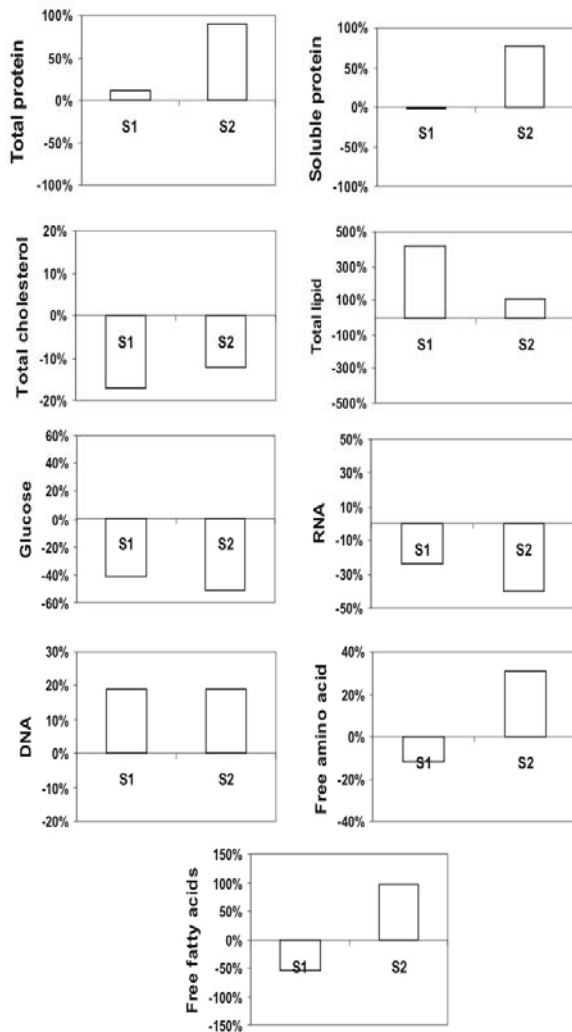 Total protein
100%
50%
0%
-50%
-100%
S1
S2
Soluble protein
100%
50%
0%
-50%
-100%
S1
S2
Total cholesterol
20%
10%
0%
-10%
-20%
S1
S2
Total lipid
500%
300%
100%
-100%
-300%
-500%
S1
S2
Glucose
60%
40%
20%
0%
-20%
-40%
-60%
S1
S2
RNA
50%
30%
10%
-10%
-30%
-50%
S1
S2
DNA
30%
20%
10%
0%
-10%
-20%
S1
S2
Free amino acid
40%
20%
0%
-20%
-40%
S1
S2
Free fatty acids
150%
100%
50%
0%
-50%
-100%
-150%
S1
S2